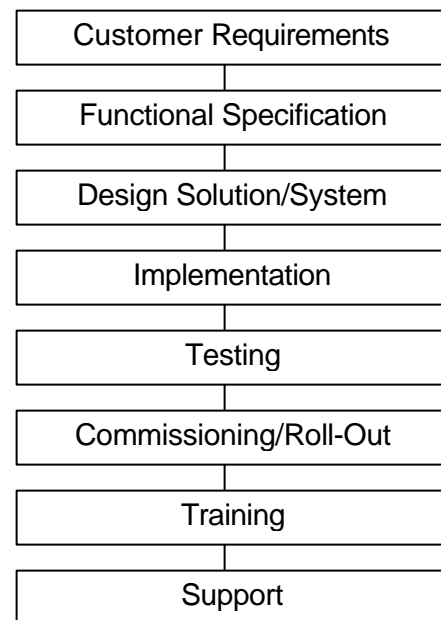 Customer Requirements
Functional Specification
Design Solution/System
Implementation
Testing
Commissioning/Roll-Out
Training
Support